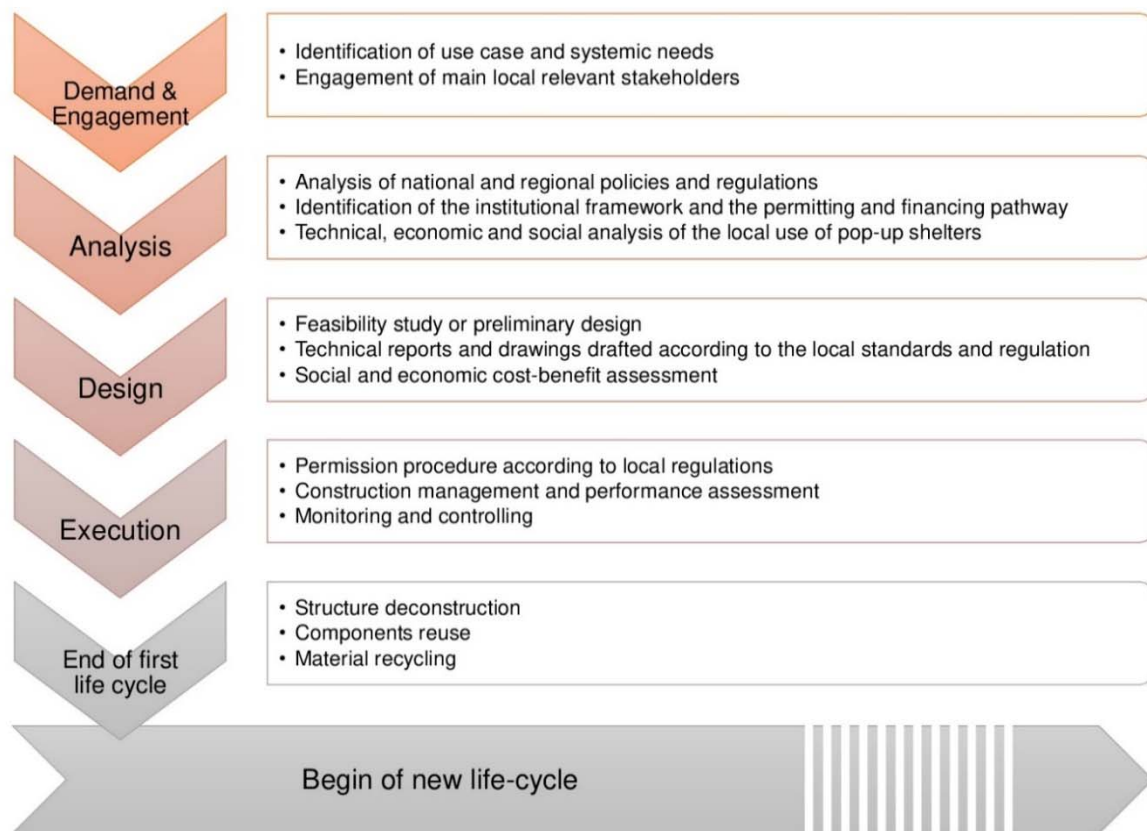 Demand &
Engagement
• Identification of use case and systemic needs
• Engagement of main local relevant stakeholders
Analysis
• Analysis of national and regional policies and regulations
• Identification of the institutional framework and the permitting and financing pathway
• Technical, economic and social analysis of the local use of pop-up shelters
Design
• Feasibility study or preliminary design
• Technical reports and drawings drafted according to the local standards and regulation
• Social and economic cost-benefit assessment
Execution
• Permission procedure according to local regulations
• Construction management and performance assessment
• Monitoring and controlling
End of first
life cycle
• Structure deconstruction
• Components reuse
• Material recycling
Begin of new life-cycle